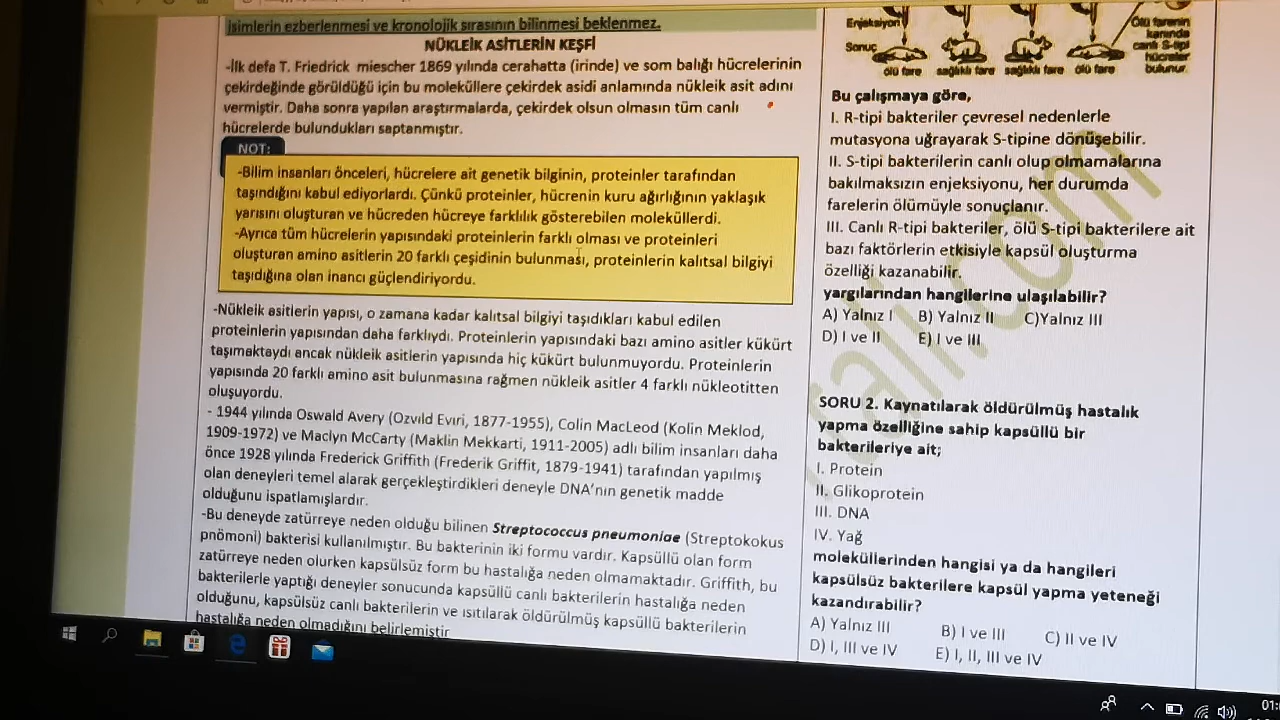 isimlerin ezberlenmesi ve kronolojik sırasının bilinmesi beklenmez.
NÜKLEİK ASİTLERİN KEŞFİ
-İlk defa T. Friedrick miescher 1869 yılında cerahatta (irinde) ve som balığı hücrelerinin
çekirdeğinde görüldüğü için bu moleküllere çekirdek asidi anlamında nükleik asit adını
vermiştir. Daha sonra yapılan araştırmalarda, çekirdek olsun olmasın tüm canlı
hücrelerde bulundukları saptanmıştır.
NOT:
-Bilim insanları önceleri, hücrelere ait genetik bilginin, proteinler tarafından
taşındığını kabul ediyorlardı. Çünkü proteinler, hücrenin kuru ağırlığının yaklaşık
yarısını oluşturan ve hücreden hücreye farklılık gösterebilen moleküllerdi.
-Ayrıca tüm hücrelerin yapısındaki proteinlerin farklı olması ve proteinleri
oluşturan amino asitlerin 20 farklı çeşidinin bulunması, proteinlerin kalıtsal bilgiyi
taşıdığına olan inancı güçlendiriyordu.
-Nükleik asitlerin yapısı, o zamana kadar kalıtsal bilgiyi taşıdıkları kabul edilen
proteinlerin yapısından daha farklıydı. Proteinlerin yapısındaki bazı amino asitler kükürt
taşımaktaydı ancak nükleik asitlerin yapısında hiç kükürt bulunmuyordu. Proteinlerin
yapısında 20 farklı amino asit bulunmasına rağmen nükleik asitler 4 farklı nükleotitten
oluşuyordu.
- 1944 yılında Oswald Avery (Ozvıld Evıri, 1877-1955), Colin MacLeod (Kolin Meklod,
1909-1972) ve Maclyn McCarty (Maklin Mekkarti, 1911-2005) adlı bilim insanları daha
önce 1928 yılında Frederick Griffith (Frederik Griffit, 1879-1941) tarafından yapılmış
olan deneyleri temel alarak gerçekleştirdikleri deneyle DNA'nın genetik madde
olduğunu ispatlamışlardır.
-Bu deneyde zatürreye neden olduğu bilinen Streptococcus pneumoniae (Streptokokus
pnömoni) bakterisi kullanılmıştır. Bu bakterinin iki formu vardır. Kapsüllü olan form
zatürreye neden olurken kapsülsüz form bu hastalığa neden olmamaktadır. Griffith, bu
bakterilerle yaptığı deneyler sonucunda kapsüllü canlı bakterilerin hastalığa neden
olduğunu, kapsülsüz canlı bakterilerin ve ısıtılarak öldürülmüş kapsüllü bakterilerin
hastalığa neden olmadığını belirlemiştir
Enjeksiyon
Ölü farenin
kanında
canlı S-tipi
hücreler
bulunur.
Sonuç
ölü fare sağlıklı fare sağlıklı fare ölü fare
Bu çalışmaya göre,
I. R-tipi bakteriler çevresel nedenlerle
mutasyona uğrayarak S-tipine dönüşebilir.
II. S-tipi bakterilerin canlı olup olmamalarına
bakılmaksızın enjeksiyonu, her durumda
farelerin ölümüyle sonuçlanır.
III. Canlı R-tipi bakteriler, ölü S-tipi bakterilere ait
bazı faktörlerin etkisiyle kapsül oluşturma
özelliği kazanabilir.
yargılarından hangilerine ulaşılabilir?
A) Yalnız I B) Yalnız II C)Yalnız III
D) I ve II E) I ve III
SORU 2. Kaynatılarak öldürülmüş hastalık
yapma özelliğine sahip kapsüllü bir
bakterileriye ait;
I. Protein
II. Glikoprotein
III. DNA
IV. Yağ
moleküllerinden hangisi ya da hangileri
kapsülsüz bakterilere kapsül yapma yeteneği
kazandırabilir?
A) Yalnız III B) I ve III C) II ve IV
D) I, III ve IV E) I, II, III ve IV